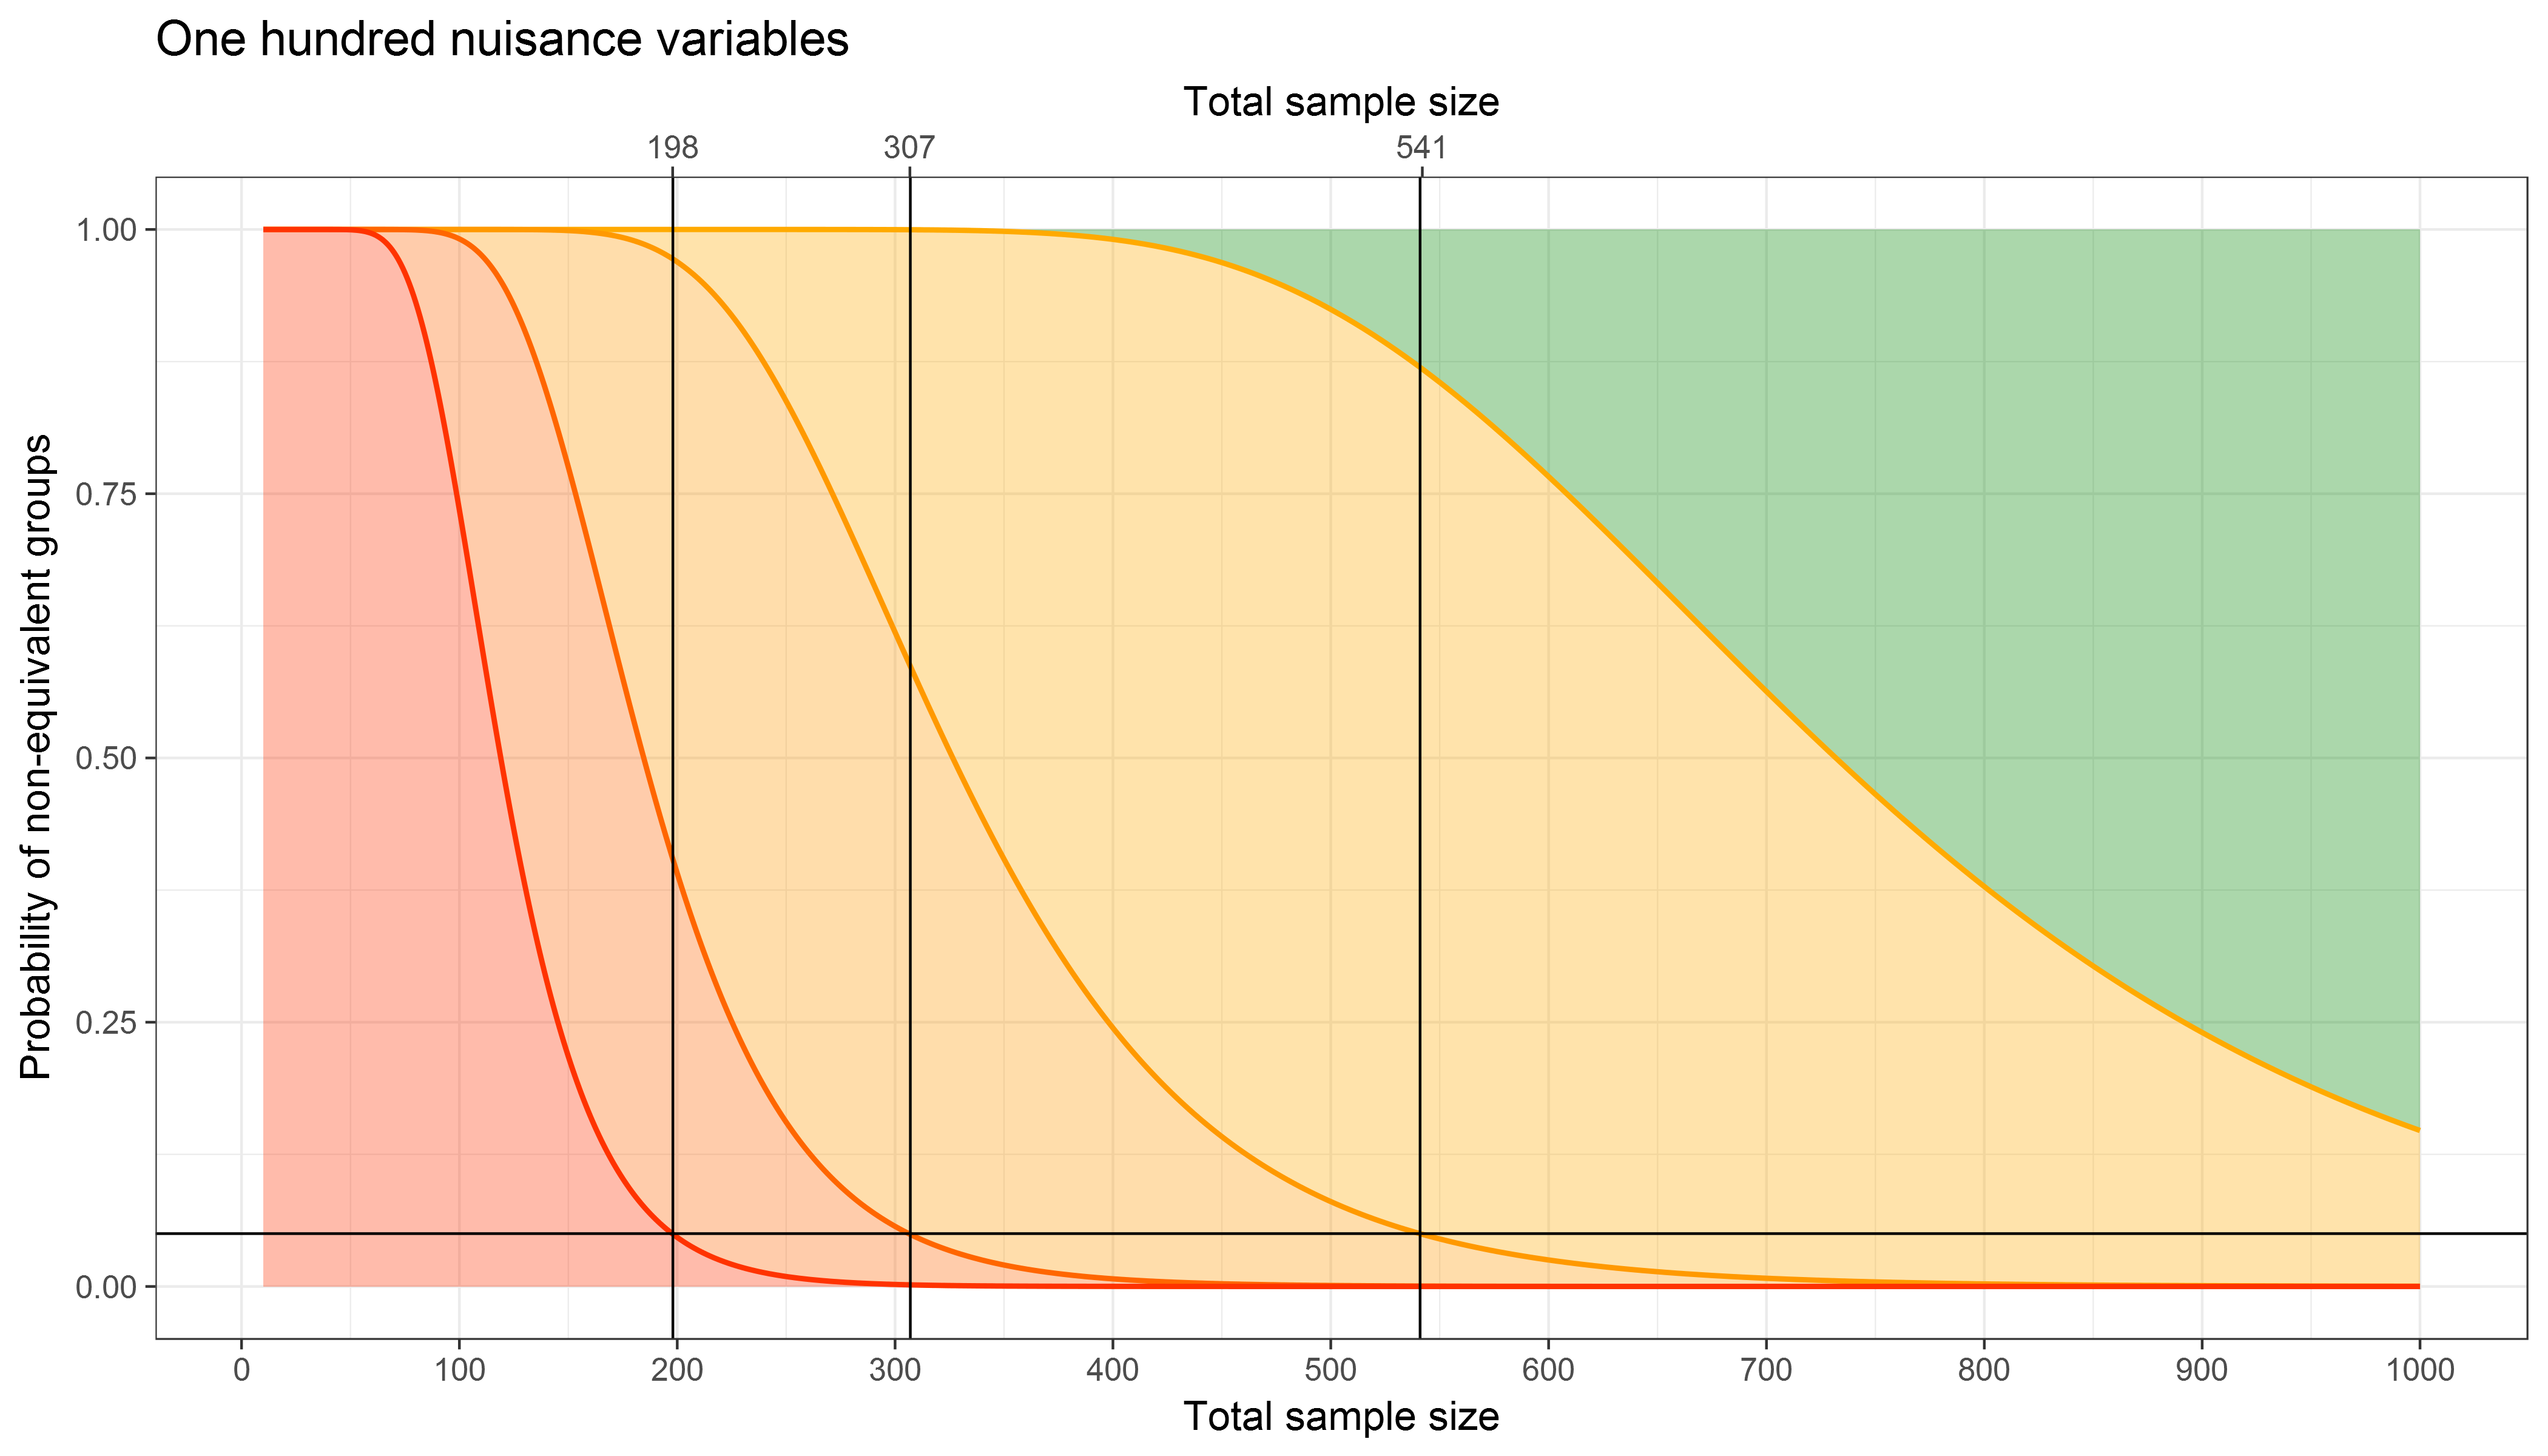 One hundred nuisance variables
Total sample size
198 307 541
1.00
0.75
0.50
0.25
0.00
Probability of non-equivalent groups
0 100 200 300 400 500 600 700 800 900 1000
Total sample size